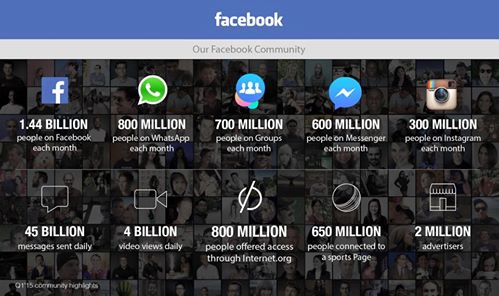 facebook
Our Facebook Community
1.44 BILLION
people on Facebook
each month
800 MILLION
people on WhatsApp
each month
700 MILLION
people on Groups
each month
600 MILLION
people on Messenger
each month
300 MILLION
people on Instagram
each month
45 BILLION
messages sent daily
4 BILLION
video views daily
800 MILLION
people offered access
through Internet.org
650 MILLION
people connected to
a sports Page
2 MILLION
advertisers
Q1'15 community highlights